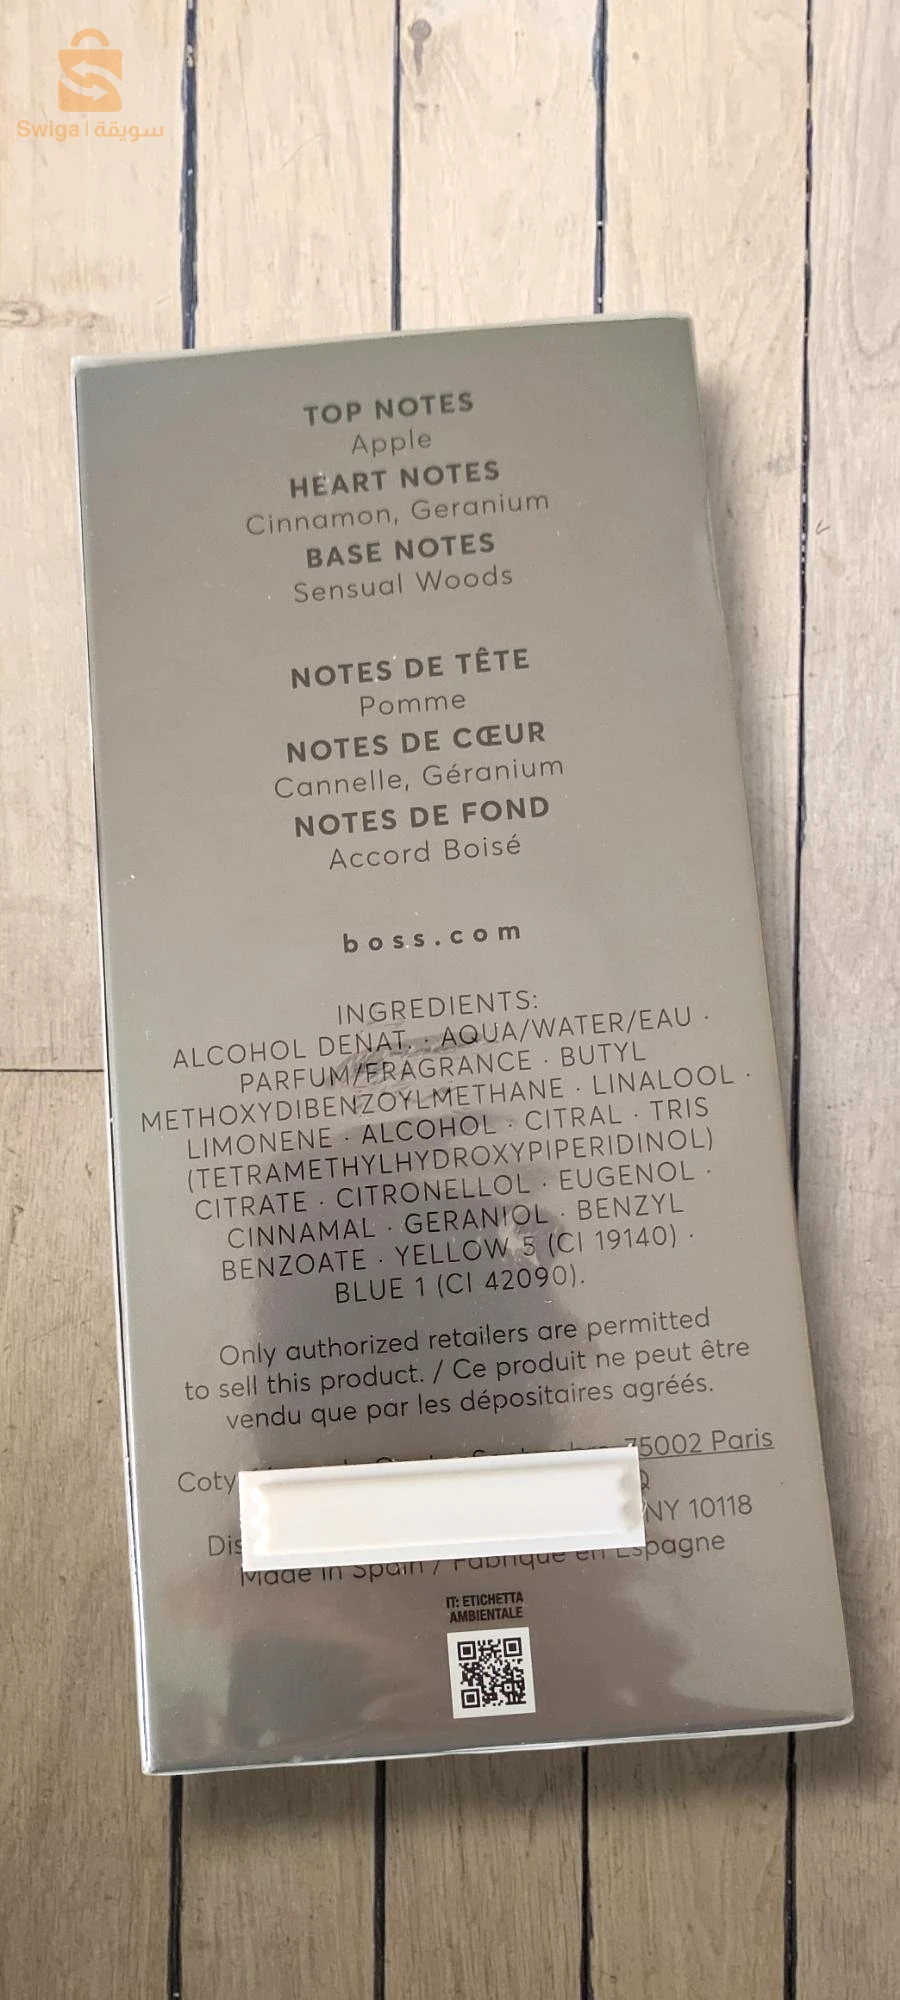 Swiga | سويقة
TOP NOTES
Apple
HEART NOTES
Cinnamon, Geranium
BASE NOTES
Sensual Woods
NOTES DE TÊTE
Pomme
NOTES DE CŒUR
Cannelle, Géranium
NOTES DE FOND
Accord Boisé
boss.com
INGREDIENTS:
ALCOHOL DENAT. · AQUA/WATER/EAU ·
PARFUM/FRAGRANCE · BUTYL
METHOXYDIBENZOYLMETHANE · LINALOOL ·
LIMONENE · ALCOHOL · CITRAL · TRIS
(TETRAMETHYLHYDROXYPIPERIDINOL)
CITRATE · CITRONELLOL · EUGENOL ·
CINNAMAL · GERANIOL · BENZYL
BENZOATE · YELLOW 5 (CI 19140) ·
BLUE 1 (CI 42090).
Only authorized retailers are permitted
to sell this product. / Ce produit ne peut être
vendu que par les dépositaires agréés.
Coty 75002 Paris
NY 10118
Made in Spain / Fabriqué en Espagne
IT: ETICHETTA
AMBIENTALE